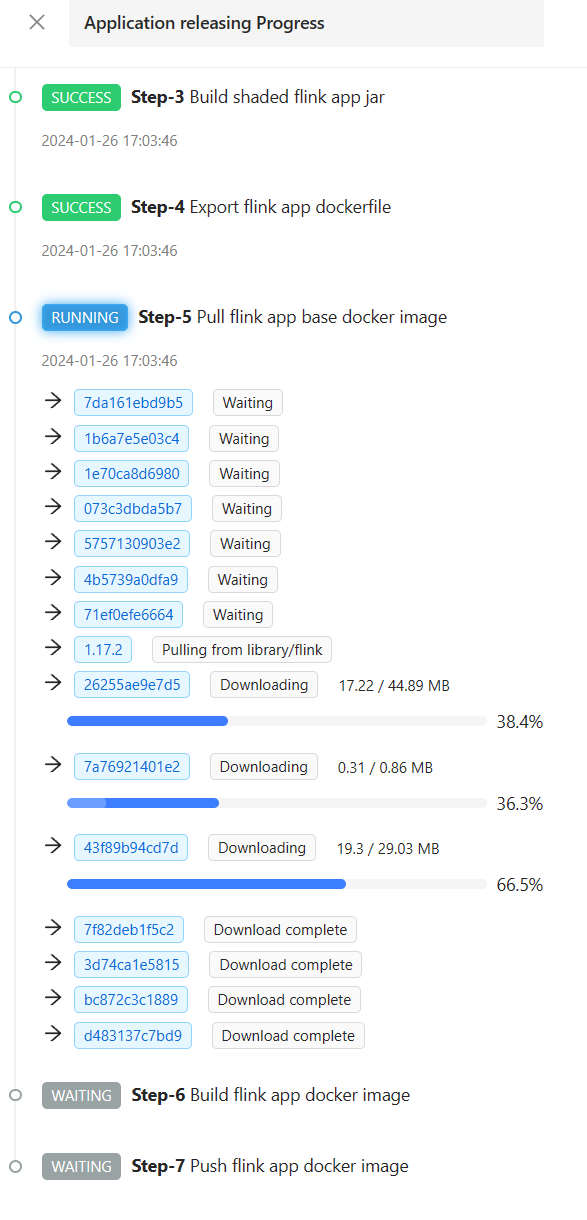 Application releasing Progress
SUCCESS Step-3 Build shaded flink app jar
2024-01-26 17:03:46
SUCCESS Step-4 Export flink app dockerfile
2024-01-26 17:03:46
RUNNING Step-5 Pull flink app base docker image
2024-01-26 17:03:46
7da161ebd9b5 Waiting
1b6a7e5e03c4 Waiting
1e70ca8d6980 Waiting
073c3dbda5b7 Waiting
5757130903e2 Waiting
4b5739a0dfa9 Waiting
71ef0efe6664 Waiting
1.17.2 Pulling from library/flink
26255ae9e7d5 Downloading 17.22 / 44.89 MB
38.4%
7a76921401e2 Downloading 0.31 / 0.86 MB
36.3%
43f89b94cd7d Downloading 19.3 / 29.03 MB
66.5%
7f82deb1f5c2 Download complete
3d74ca1e5815 Download complete
bc872c3c1889 Download complete
d483137c7bd9 Download complete
WAITING Step-6 Build flink app docker image
WAITING Step-7 Push flink app docker image